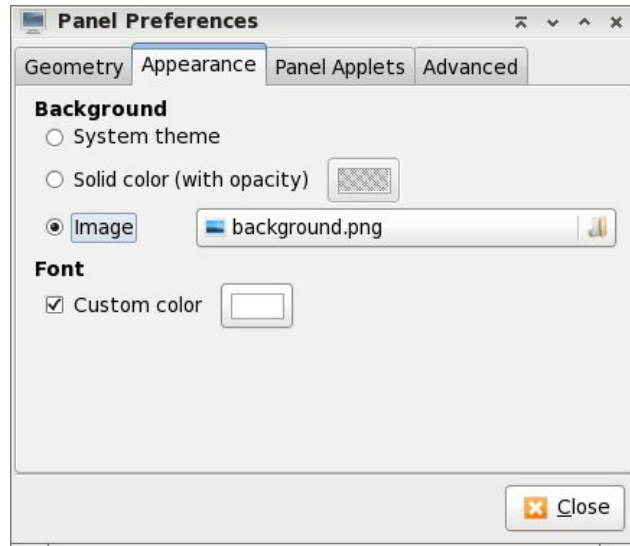 Panel Preferences
Geometry Appearance Panel Applets Advanced
Background
System theme
Solid color (with opacity)
Image background.png
Font
Custom color
Close